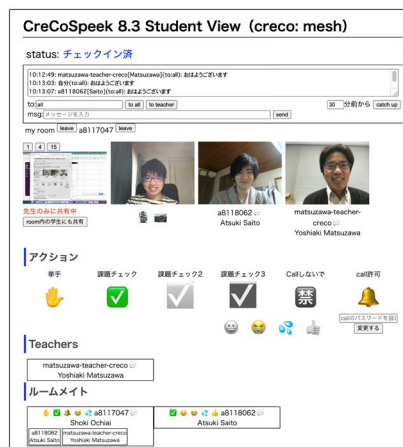 CreCoSpeek 8.3 Student View（creco: mesh）
status: チェックイン済
10:12:49: matsuzawa-teacher-creco[Matsuzawa](to:all): おはようございます
10:13:03: 自分(to:all): おはようございます
10:13:07: a8118062[Saito](to:all): おはようございます
to: all to all to teacher 30 分前から catch up
msg: メッセージを入力 send
my room leave a8117047 leave
1 4 15
先生のみに共有中
room内の学生にも共有
a8118062
Atsuki Saito
matsuzawa-teacher-
creco
Yoshiaki Matsuzawa
アクション
挙手 課題チェック 課題チェック2 課題チェック3 Callしないで call許可
禁
callのパスワードを設
変更する
Teachers
matsuzawa-teacher-creco
Yoshiaki Matsuzawa
ルームメイト
a8117047
Shoki Ochiai
a8118062
Atsuki Saito
matsuzawa-teacher-creco
Yoshiaki Matsuzawa
a8118062
Atsuki Saito